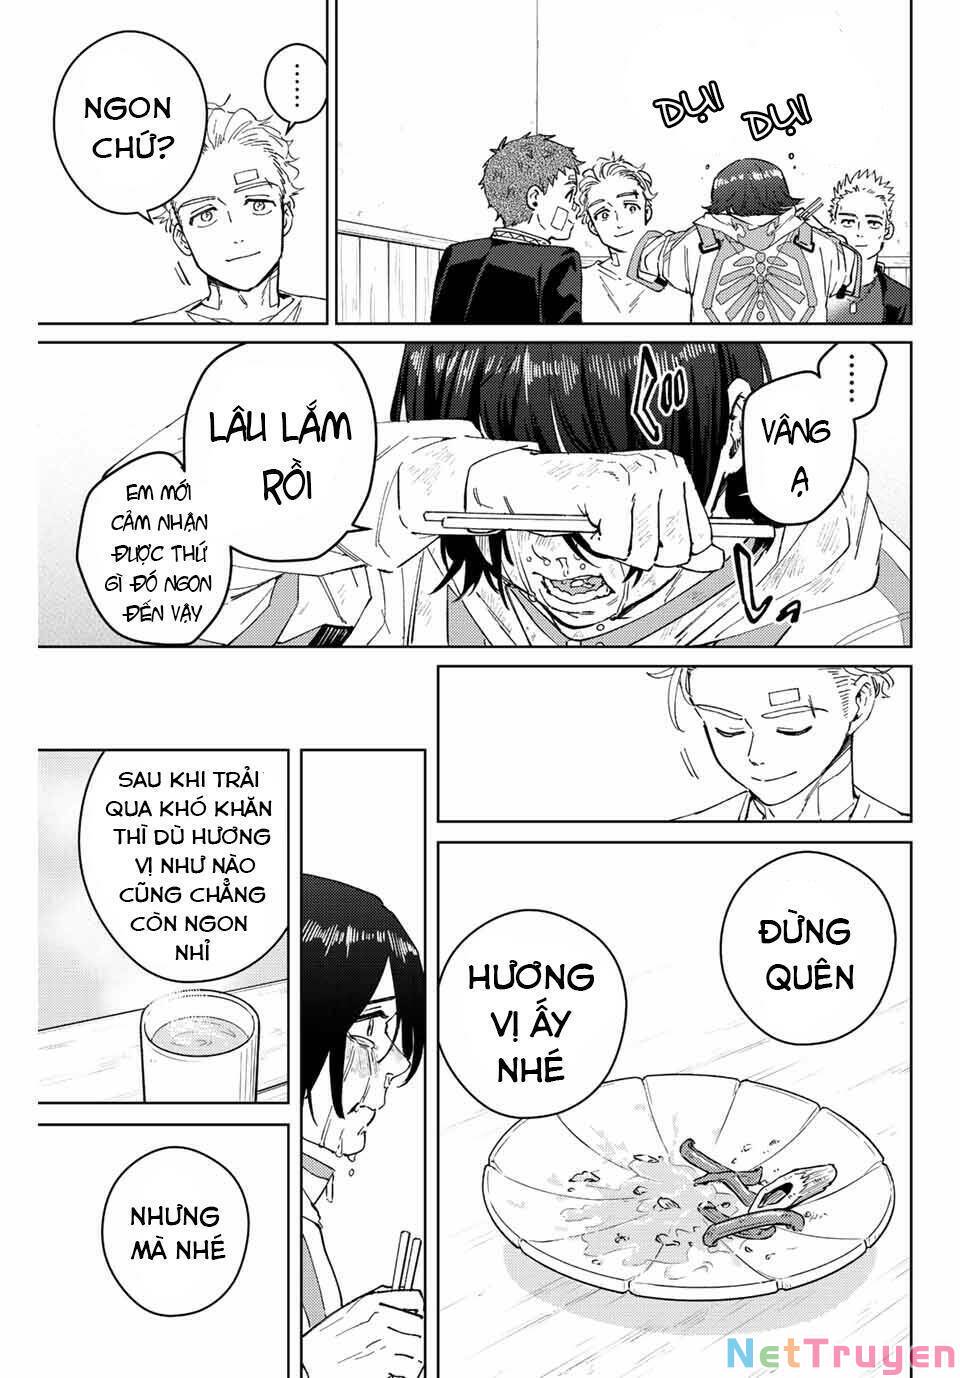 DỤI
DỤI
......
NGON
CHỨ?
......
VÂNG
Ạ
LÂU LẮM
RỒI
EM MỚI
CẢM NHẬN
ĐƯỢC THỨ
GÌ ĐÓ NGON
ĐẾN VẬY
ĐỪNG
QUÊN
HƯƠNG
VỊ ẤY
NHÉ
SAU KHI TRẢI
QUA KHÓ KHĂN
THÌ DÙ HƯƠNG
VỊ NHƯ NÀO
CŨNG CHẲNG
CÒN NGON
NHỈ
NHƯNG
MÀ NHÉ
NetTruyen